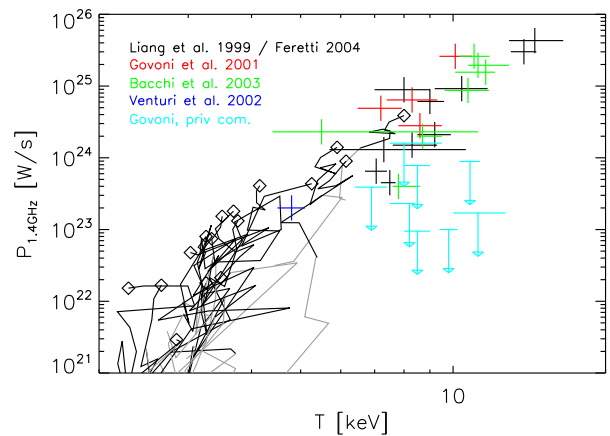 10^26
10^25
10^24
10^23
10^22
10^21
P_1.4GHz [W/s]
Liang et al. 1999 / Feretti 2004
Govoni et al. 2001
Bacchi et al. 2003
Venturi et al. 2002
Govoni, priv com.
10
T [keV]